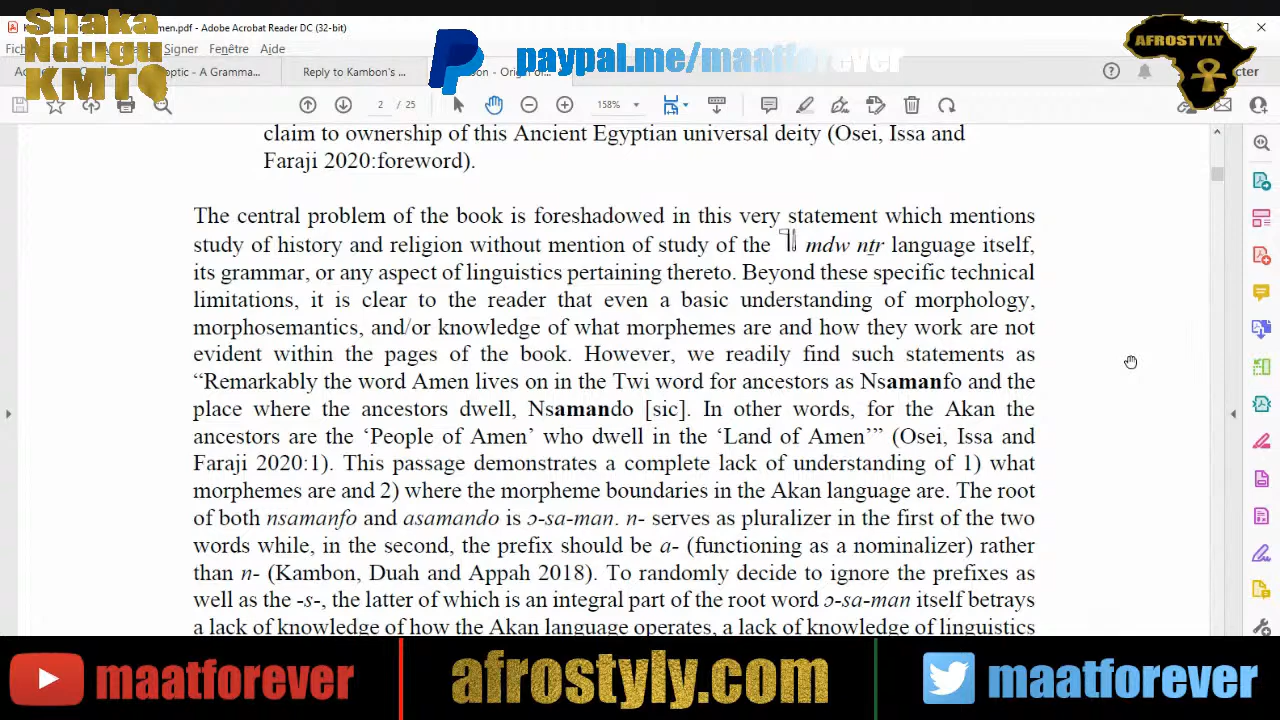 Shaka
Ndugu
KMT
men.pdf - Adobe Acrobat Reader DC (32-bit)
Signer Fenêtre Aide
optic - A Gramma... Reply to Kambon's ...
paypal.me/maatforever
AFROSTYLY
2 / 25 158%
claim to ownership of this Ancient Egyptian universal deity (Osei, Issa and
Faraji 2020:foreword).
The central problem of the book is foreshadowed in this very statement which mentions
study of history and religion without mention of study of the mdw nṯr language itself,
its grammar, or any aspect of linguistics pertaining thereto. Beyond these specific technical
limitations, it is clear to the reader that even a basic understanding of morphology,
morphosemantics, and/or knowledge of what morphemes are and how they work are not
evident within the pages of the book. However, we readily find such statements as
“Remarkably the word Amen lives on in the Twi word for ancestors as Nsamanfo and the
place where the ancestors dwell, Nsamando [sic]. In other words, for the Akan the
ancestors are the ‘People of Amen’ who dwell in the ‘Land of Amen’” (Osei, Issa and
Faraji 2020:1). This passage demonstrates a complete lack of understanding of 1) what
morphemes are and 2) where the morpheme boundaries in the Akan language are. The root
of both nsamanfo and asamando is ɔ-sa-man. n- serves as pluralizer in the first of the two
words while, in the second, the prefix should be a- (functioning as a nominalizer) rather
than n- (Kambon, Duah and Appah 2018). To randomly decide to ignore the prefixes as
well as the -s-, the latter of which is an integral part of the root word ɔ-sa-man itself betrays
a lack of knowledge of how the Akan language operates, a lack of knowledge of linguistics
maatforever
afrostyly.com
maatforever